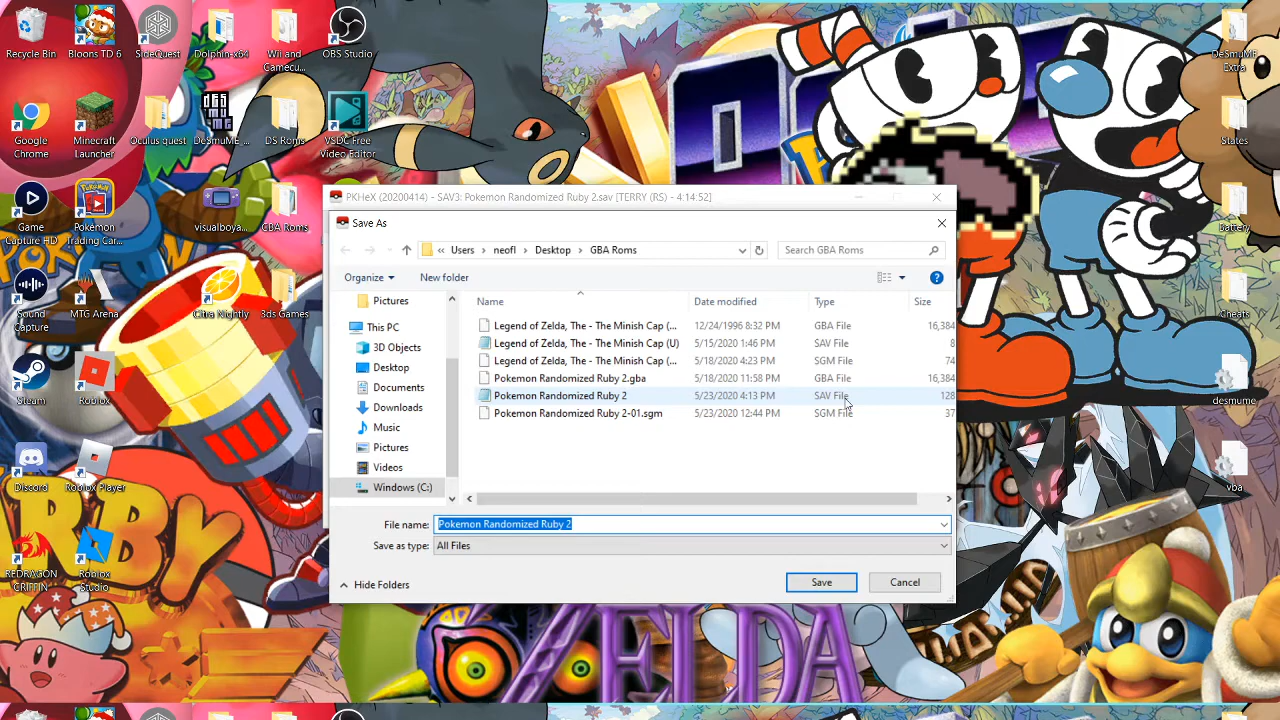 Recycle Bin
Bloons TD 6
SideQuest
Dolphin-x64
Wii and
Gamecu...
OBS Studio
DeSmuME
Extra
Google
Chrome
Minecraft
Launcher
Oculus quest
DesmuME_...
DS Roms
VSDC Free
Video Editor
States
Game
Capture HD
Pokémon
Trading Car...
visualboya...
GBA Roms
Battery
Sound
Capture
MTG Arena
Citra Nightly
3ds Games
Cheats
Steam
Roblox
desmume
Discord
Roblox Player
vba
REDRAGON
GRIFFIN
Roblox
Studio
PKHeX (20200414) - SAV3: Pokemon Randomized Ruby 2.sav [TERRY (RS) - 4:14:52]
Save As
« Users > neofl > Desktop > GBA Roms
Search GBA Roms
Organize
New folder
Name
Date modified
Type
Size
Legend of Zelda, The - The Minish Cap (... 12/24/1996 8:32 PM GBA File 16,384
Legend of Zelda, The - The Minish Cap (U) 5/15/2020 1:46 PM SAV File 8
Legend of Zelda, The - The Minish Cap (... 5/18/2020 4:23 PM SGM File 74
Pokemon Randomized Ruby 2.gba 5/18/2020 11:58 PM GBA File 16,384
Pokemon Randomized Ruby 2 5/23/2020 4:13 PM SAV File 128
Pokemon Randomized Ruby 2-01.sgm 5/23/2020 12:44 PM SGM File 37
Pictures
This PC
3D Objects
Desktop
Documents
Downloads
Music
Pictures
Videos
Windows (C:)
File name: Pokemon Randomized Ruby 2
Save as type: All Files
Hide Folders
Save
Cancel
ZELDA